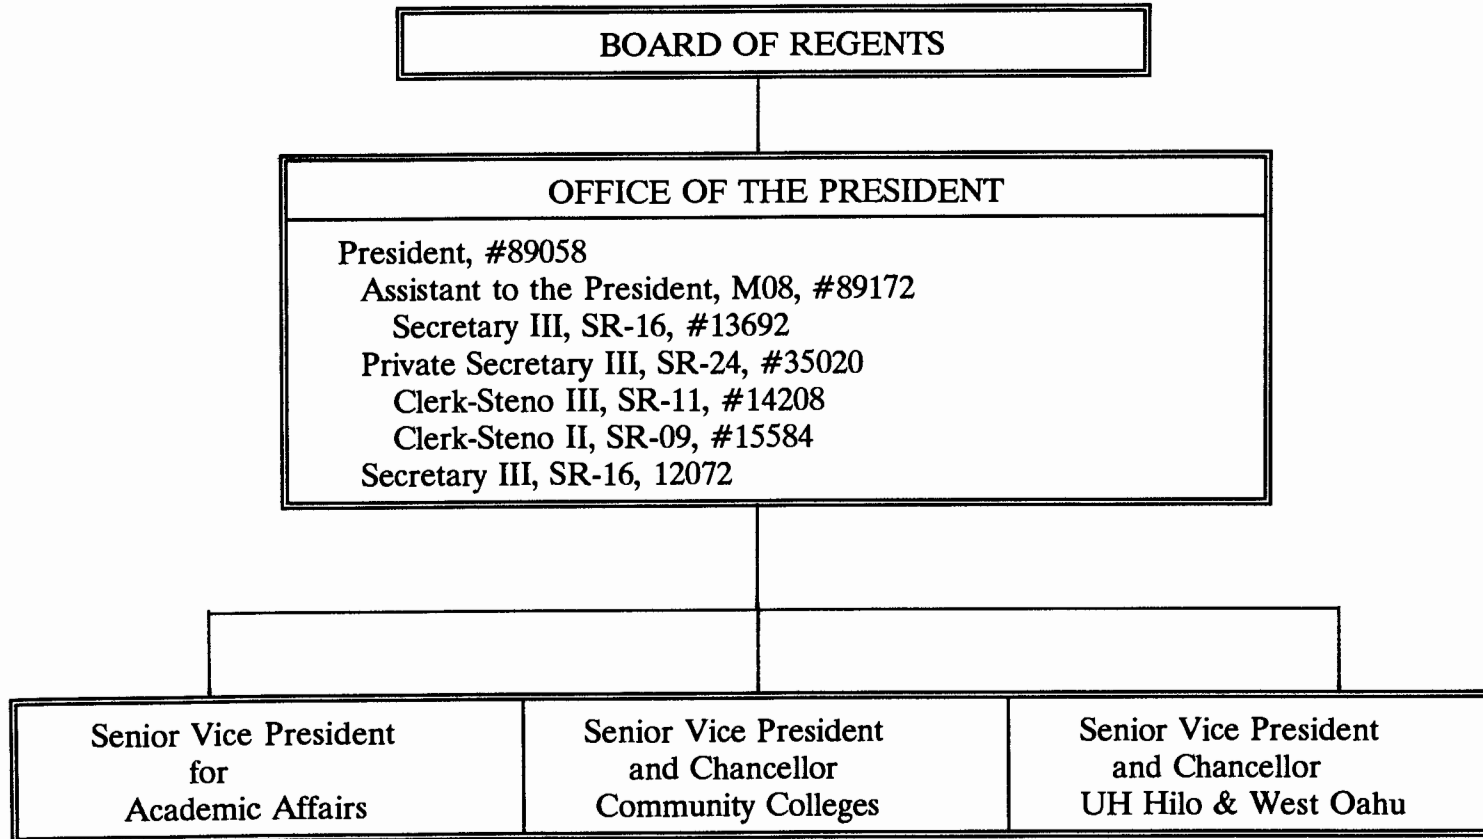 BOARD OF REGENTS
OFFICE OF THE PRESIDENT
President, #89058
Assistant to the President, M08, #89172
Secretary III, SR-16, #13692
Private Secretary III, SR-24, #35020
Clerk-Steno III, SR-11, #14208
Clerk-Steno II, SR-09, #15584
Secretary III, SR-16, 12072
Senior Vice President
for
Academic Affairs
Senior Vice President
and Chancellor
Community Colleges
Senior Vice President
and Chancellor
UH Hilo & West Oahu